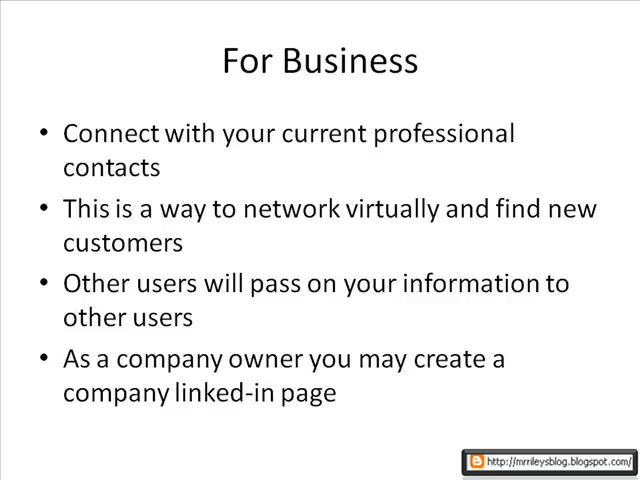 For Business
• Connect with your current professional
contacts
• This is a way to network virtually and find new
customers
• Other users will pass on your information to
other users
• As a company owner you may create a
company linked-in page
http://mrrileysblog.blogspot.com/